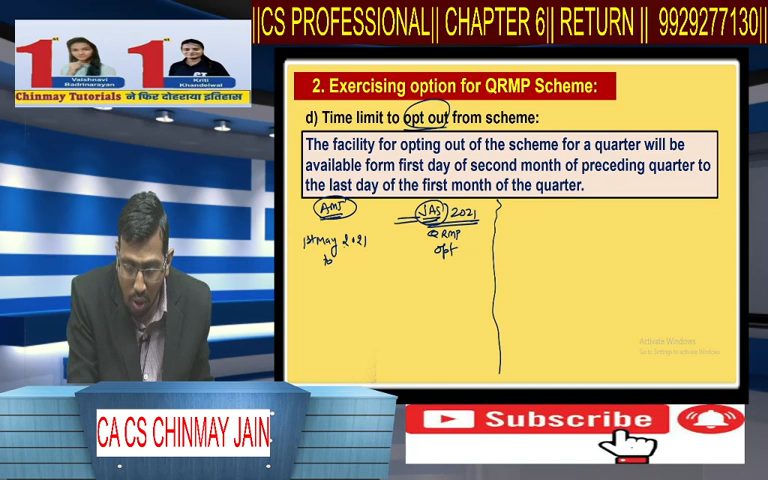 ||CS PROFESSIONAL|| CHAPTER 6|| RETURN || 9929277130||
1st 1st
Vaishnavi Badrinarayan
Kriti Khandelwal
Chinmay Tutorials ने फिर दोहराया इतिहास
2. Exercising option for QRMP Scheme:
d) Time limit to opt out from scheme:
The facility for opting out of the scheme for a quarter will be
available form first day of second month of preceding quarter to
the last day of the first month of the quarter.
AMJ JAS 2021
QRMP
opt
1st May 2021
to
Activate Windows
Go to Settings to activate Windows.
CA CS CHINMAY JAIN
Subscribe